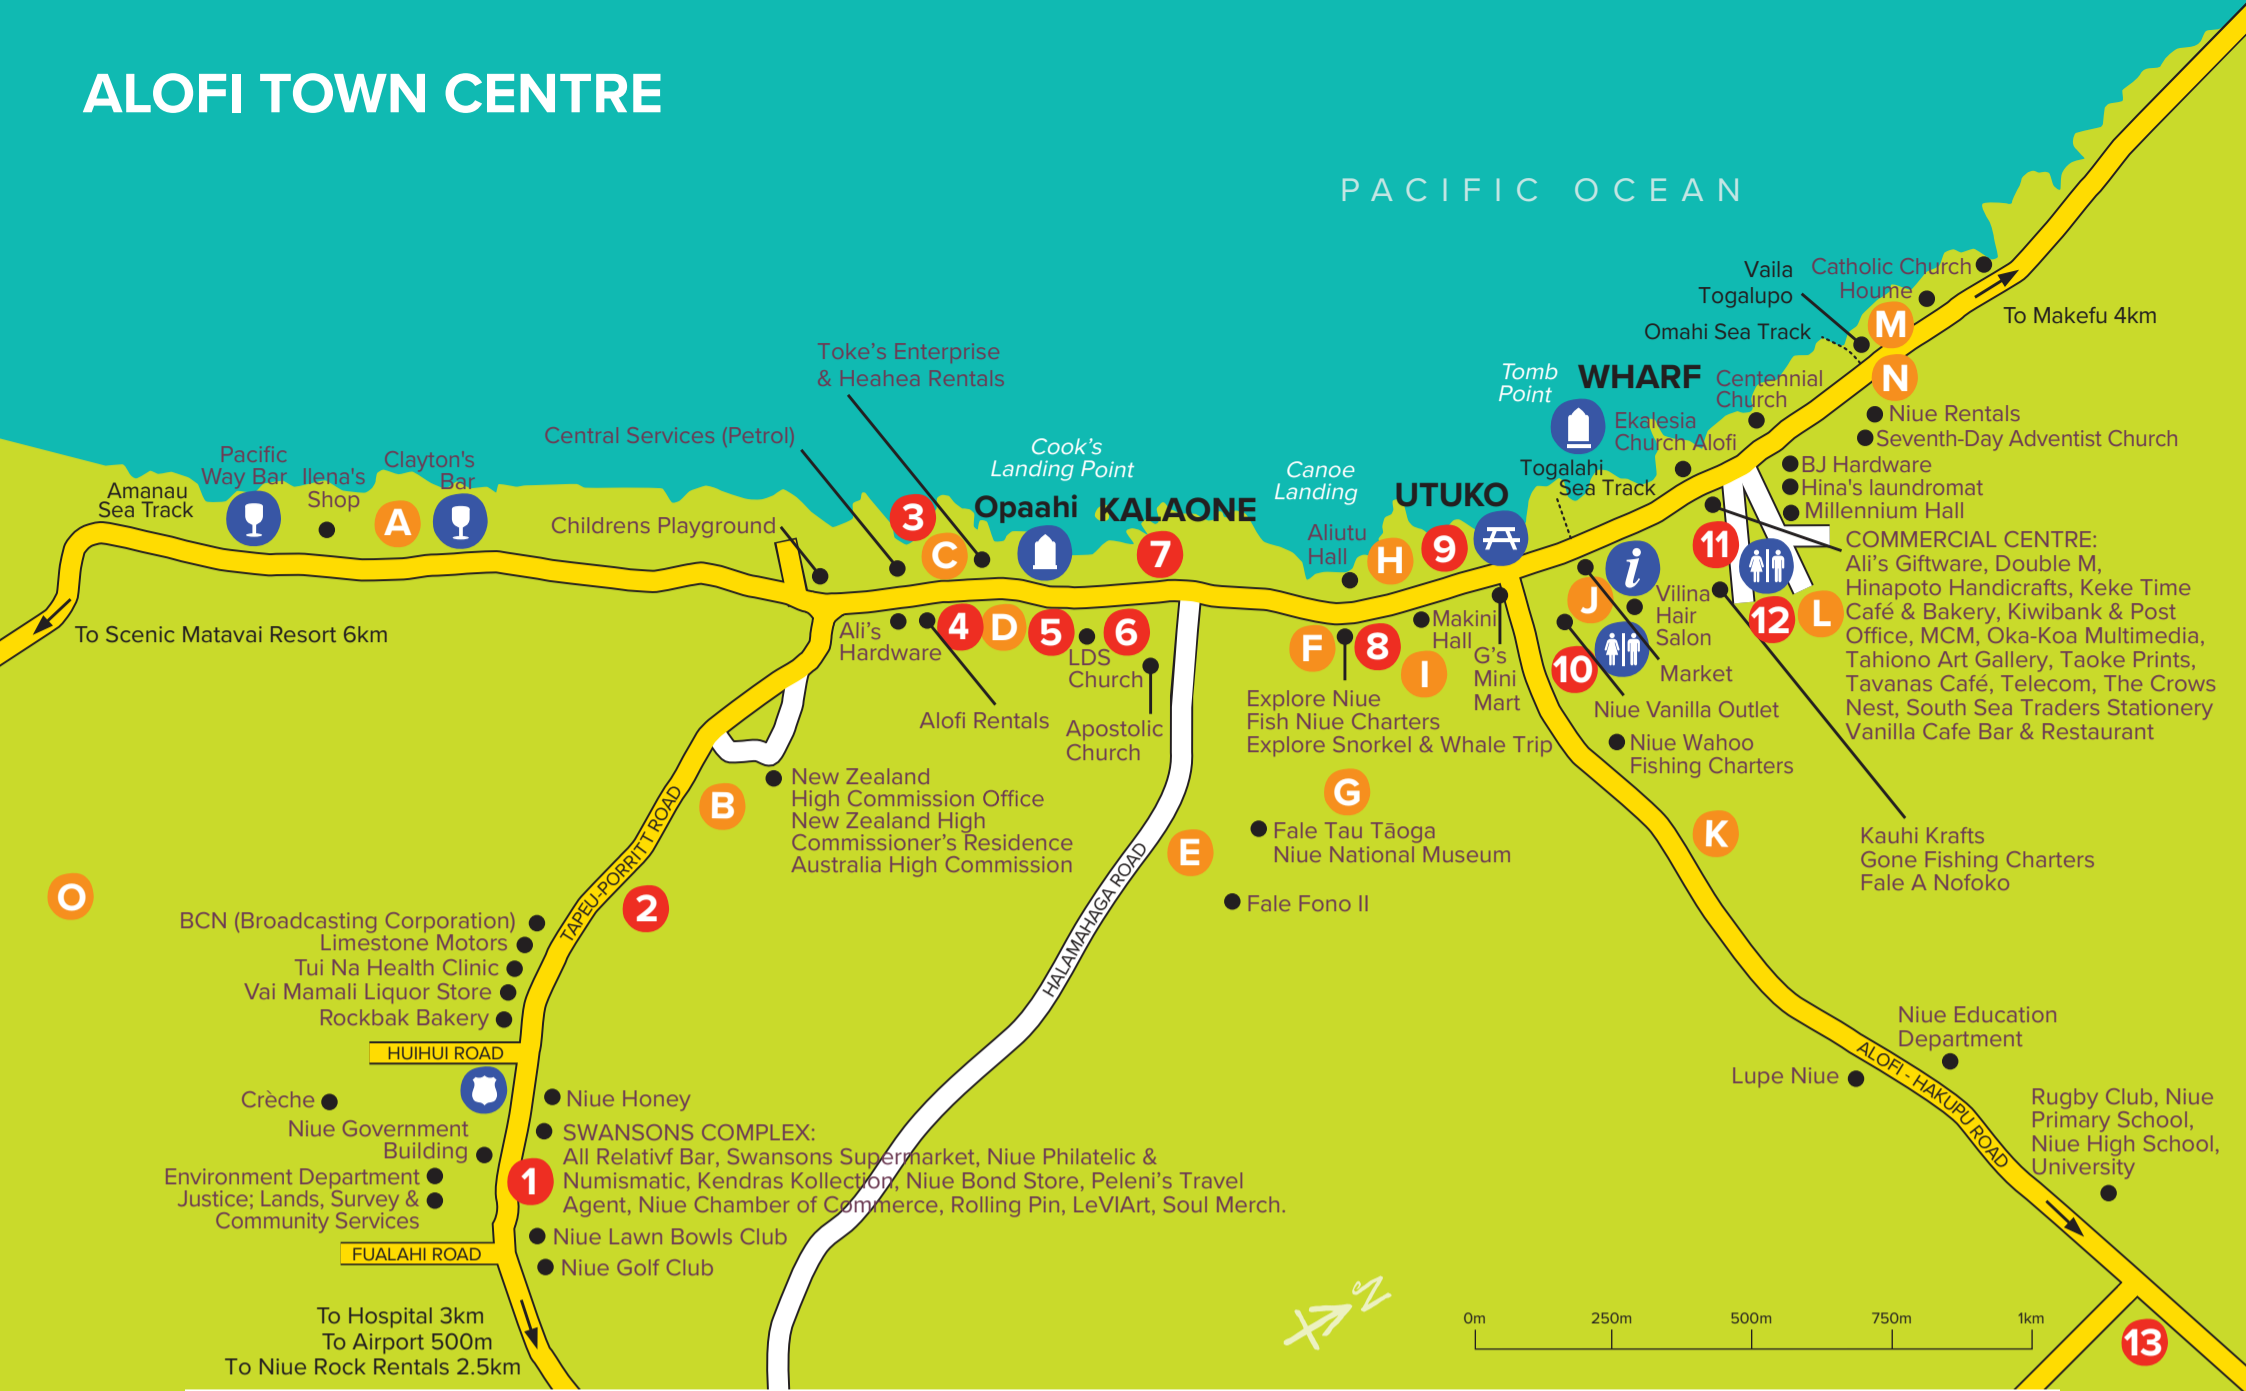 ALOFI TOWN CENTRE
PACIFIC OCEAN
Vaila
Togalupo
Catholic Church
Houme
M
To Makefu 4km
Omahi Sea Track
N
Toke's Enterprise
& Heahea Rentals
Tomb
Point
WHARF
Centennial
Church
Ekalesia
Church Alofi
Niue Rentals
Seventh-Day Adventist Church
Central Services (Petrol)
Cook's
Landing Point
Canoe
Landing
Togalahi
Sea Track
BJ Hardware
Hina's laundromat
Millennium Hall
Pacific
Way Bar
Ilena's
Shop
Clayton's
Bar
Amanau
Sea Track
A
Childrens Playground
3
C
Opaahi
KALAONE
7
UTUKO
Aliutu
Hall
H
9
11
COMMERCIAL CENTRE:
Ali's Giftware, Double M,
Hinapoto Handicrafts, Keke Time
Café & Bakery, Kiwibank & Post
Office, MCM, Oka-Koa Multimedia,
Tahiono Art Gallery, Taoke Prints,
Tavanas Café, Telecom, The Crows
Nest, South Sea Traders Stationery
Vanilla Cafe Bar & Restaurant
i
J
Vilina
Hair
Salon
12
L
To Scenic Matavai Resort 6km
Ali's
Hardware
4
D
5
6
LDS
Church
Alofi Rentals
Apostolic
Church
F
8
I
Makini
Hall
G's
Mini
Mart
10
Market
Explore Niue
Fish Niue Charters
Explore Snorkel & Whale Trip
Niue Vanilla Outlet
Niue Wahoo
Fishing Charters
B
New Zealand
High Commission Office
New Zealand High
Commissioner's Residence
Australia High Commission
G
Fale Tau Tāoga
Niue National Museum
E
K
Kauhi Krafts
Gone Fishing Charters
Fale A Nofoko
Fale Fono II
O
2
TAPEU-PORRITT ROAD
HALAMAHAGA ROAD
BCN (Broadcasting Corporation)
Limestone Motors
Tui Na Health Clinic
Vai Mamali Liquor Store
Rockbak Bakery
HUIHUI ROAD
Niue Education
Department
ALOFI - HAKUPU ROAD
Lupe Niue
Rugby Club, Niue
Primary School,
Niue High School,
University
Crèche
Niue Government
Building
Environment Department
Justice; Lands, Survey &
Community Services
Niue Honey
SWANSONS COMPLEX:
All Relativf Bar, Swansons Supermarket, Niue Philatelic &
Numismatic, Kendras Kollection, Niue Bond Store, Peleni's Travel
Agent, Niue Chamber of Commerce, Rolling Pin, LeVIArt, Soul Merch.
1
Niue Lawn Bowls Club
Niue Golf Club
FUALAHI ROAD
To Hospital 3km
To Airport 500m
To Niue Rock Rentals 2.5km
N
0m
250m
500m
750m
1km
13